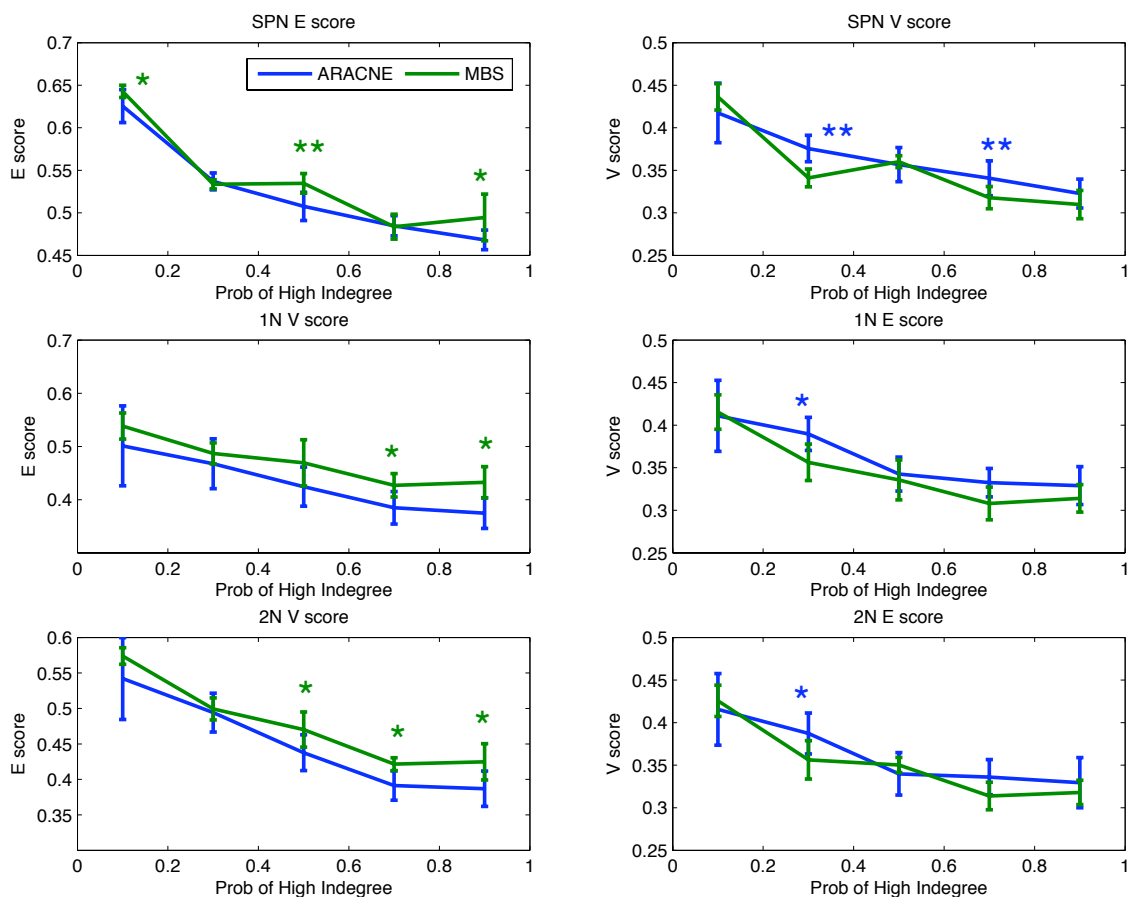 SPN E score
0.7
0.65
0.6
0.55
0.5
0.45
E score
ARACNE MBS
* ** *
0 0.2 0.4 0.6 0.8 1
Prob of High Indegree
SPN V score
0.5
0.45
0.4
0.35
0.3
0.25
V score
** **
0 0.2 0.4 0.6 0.8 1
Prob of High Indegree
1N V score
0.7
0.6
0.5
0.4
E score
* *
0 0.2 0.4 0.6 0.8 1
Prob of High Indegree
1N E score
0.5
0.45
0.4
0.35
0.3
0.25
V score
*
0 0.2 0.4 0.6 0.8 1
Prob of High Indegree
2N V score
0.6
0.55
0.5
0.45
0.4
0.35
E score
* * *
0 0.2 0.4 0.6 0.8 1
Prob of High Indegree
2N E score
0.5
0.45
0.4
0.35
0.3
0.25
V score
*
0 0.2 0.4 0.6 0.8 1
Prob of High Indegree